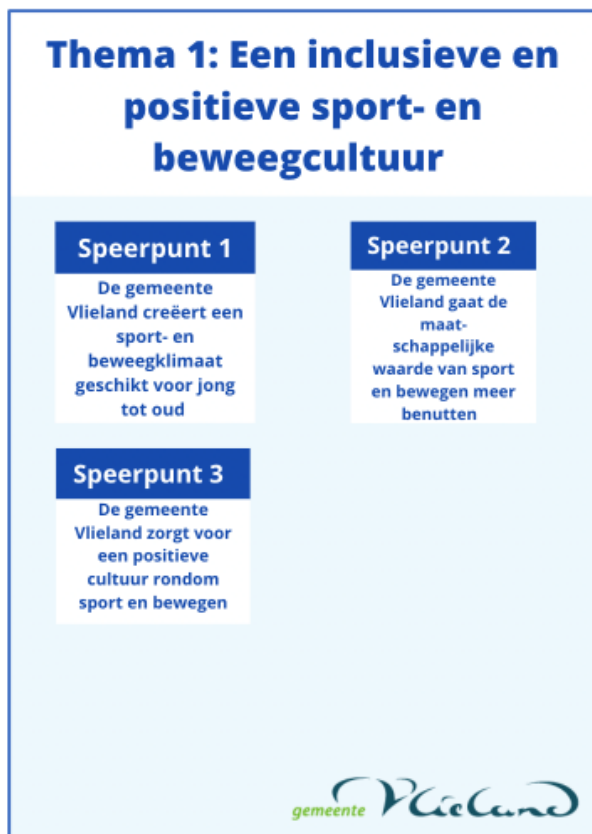 Thema 1: Een inclusieve en
positieve sport- en
beweegcultuur
Speerpunt 1
De gemeente
Vlieland creëert een
sport- en
beweegklimaat
geschikt voor jong
tot oud
Speerpunt 2
De gemeente
Vlieland gaat de
maat-
schappelijke
waarde van sport
en bewegen meer
benutten
Speerpunt 3
De gemeente
Vlieland zorgt voor
een positieve
cultuur rondom
sport en bewegen
gemeente Vlieland